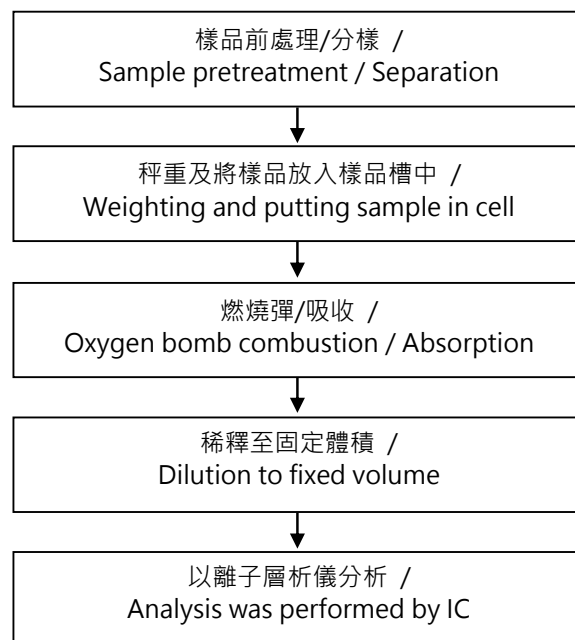 樣品前處理/分樣 /
Sample pretreatment / Separation
秤重及將樣品放入樣品槽中 /
Weighting and putting sample in cell
燃燒彈/吸收 /
Oxygen bomb combustion / Absorption
稀釋至固定體積 /
Dilution to fixed volume
以離子層析儀分析 /
Analysis was performed by IC